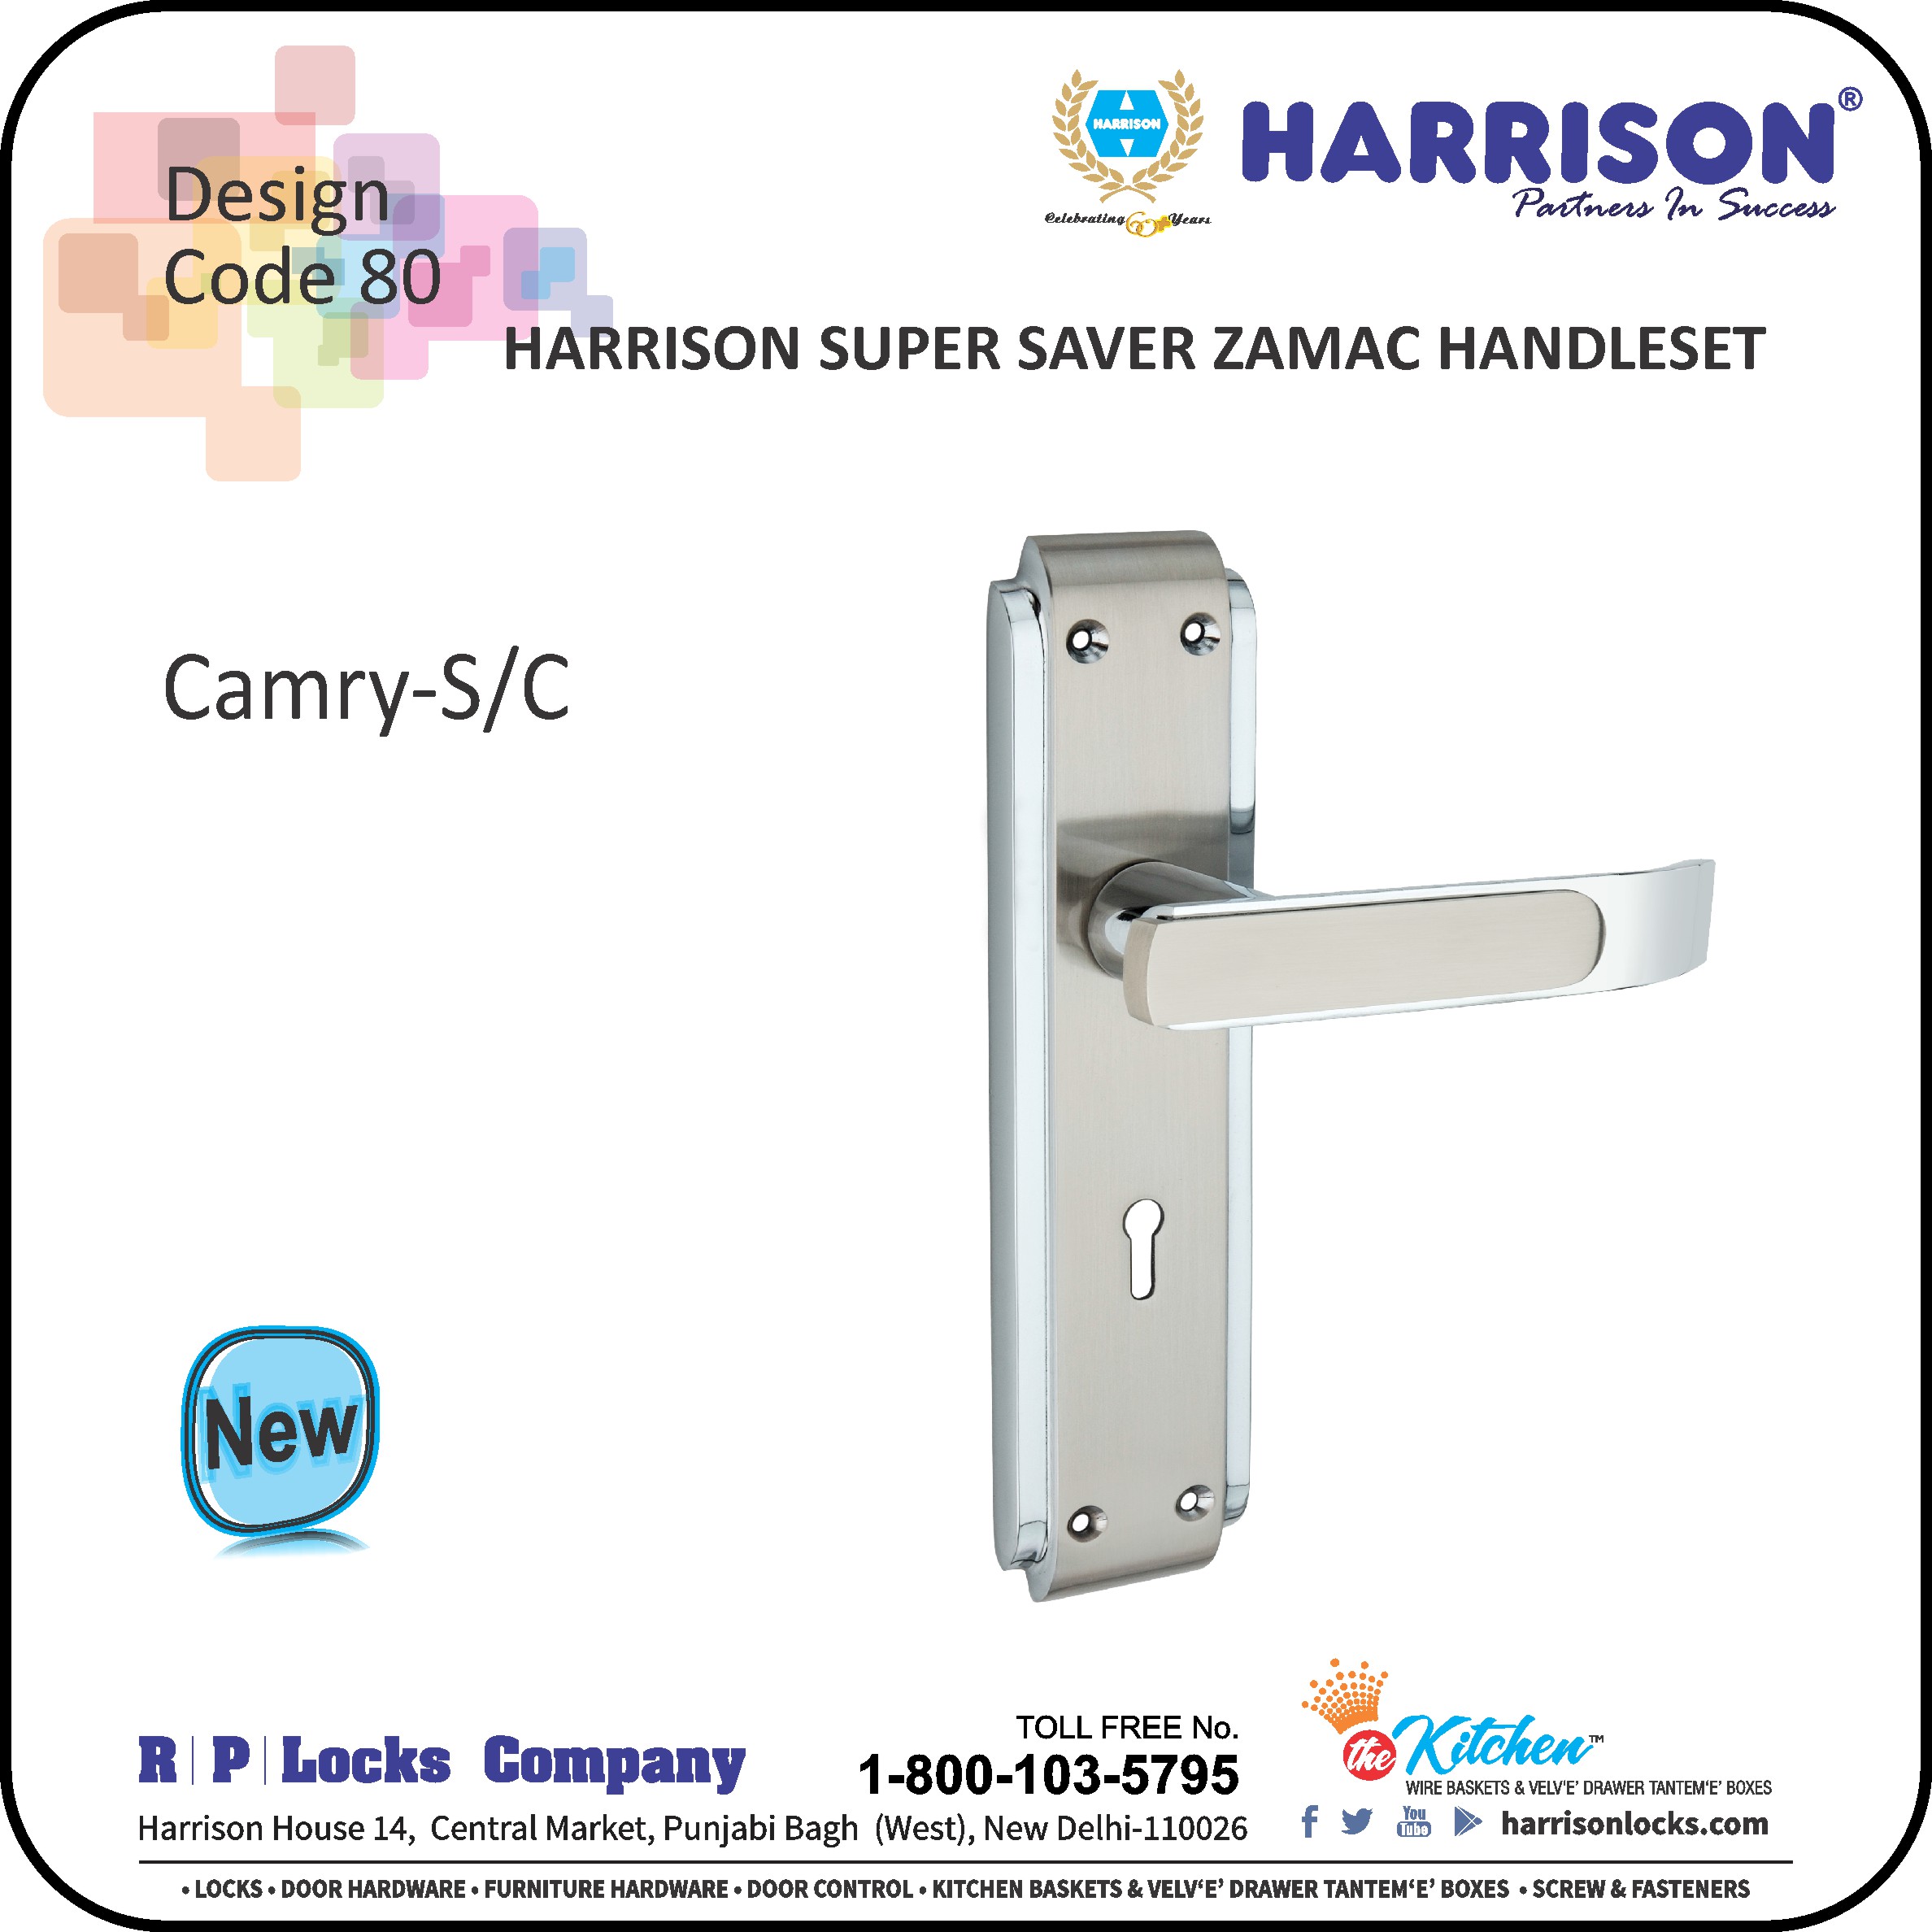 Design
Code 80
HARRISON
Celebrating 60+ Years
HARRISON®
Partners In Success
HARRISON SUPER SAVER ZAMAC HANDLESET
Camry-S/C
New
R|P|Locks Company
TOLL FREE No.
1-800-103-5795
Harrison House 14, Central Market, Punjabi Bagh (West), New Delhi-110026
the Kitchen™
WIRE BASKETS & VELV'E' DRAWER TANTEM'E' BOXES
f You Tube harrisonlocks.com
• LOCKS • DOOR HARDWARE • FURNITURE HARDWARE • DOOR CONTROL • KITCHEN BASKETS & VELV‘E’ DRAWER TANTEM‘E’ BOXES • SCREW & FASTENERS